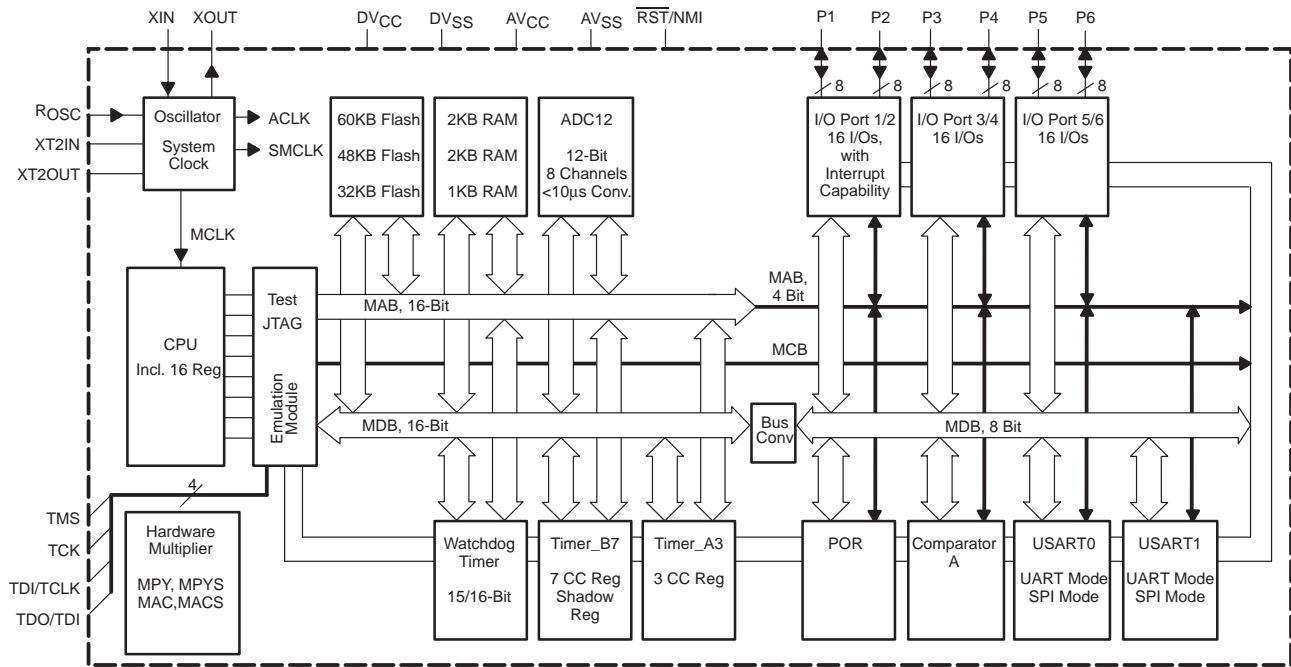 XIN XOUT DVCC DVSS AVCC AVSS RST/NMI P1 P2 P3 P4 P5 P6
8 8 8 8 8 8
ROSC
XT2IN
XT2OUT
Oscillator
System
Clock
ACLK
SMCLK
60KB Flash
48KB Flash
32KB Flash
2KB RAM
2KB RAM
1KB RAM
ADC12
12-Bit
8 Channels
<10μs Conv.
I/O Port 1/2
16 I/Os,
with
Interrupt
Capability
I/O Port 3/4
16 I/Os
I/O Port 5/6
16 I/Os
MCLK
CPU
Incl. 16 Reg.
Test
JTAG
Emulation
Module
MAB, 16-Bit
MAB,
4 Bit
MCB
MDB, 16-Bit
Bus
Conv
MDB, 8 Bit
4
TMS
TCK
TDI/TCLK
TDO/TDI
Hardware
Multiplier
MPY, MPYS
MAC,MACS
Watchdog
Timer
15/16-Bit
Timer_B7
7 CC Reg
Shadow
Reg
Timer_A3
3 CC Reg
POR
Comparator
A
USART0
UART Mode
SPI Mode
USART1
UART Mode
SPI Mode